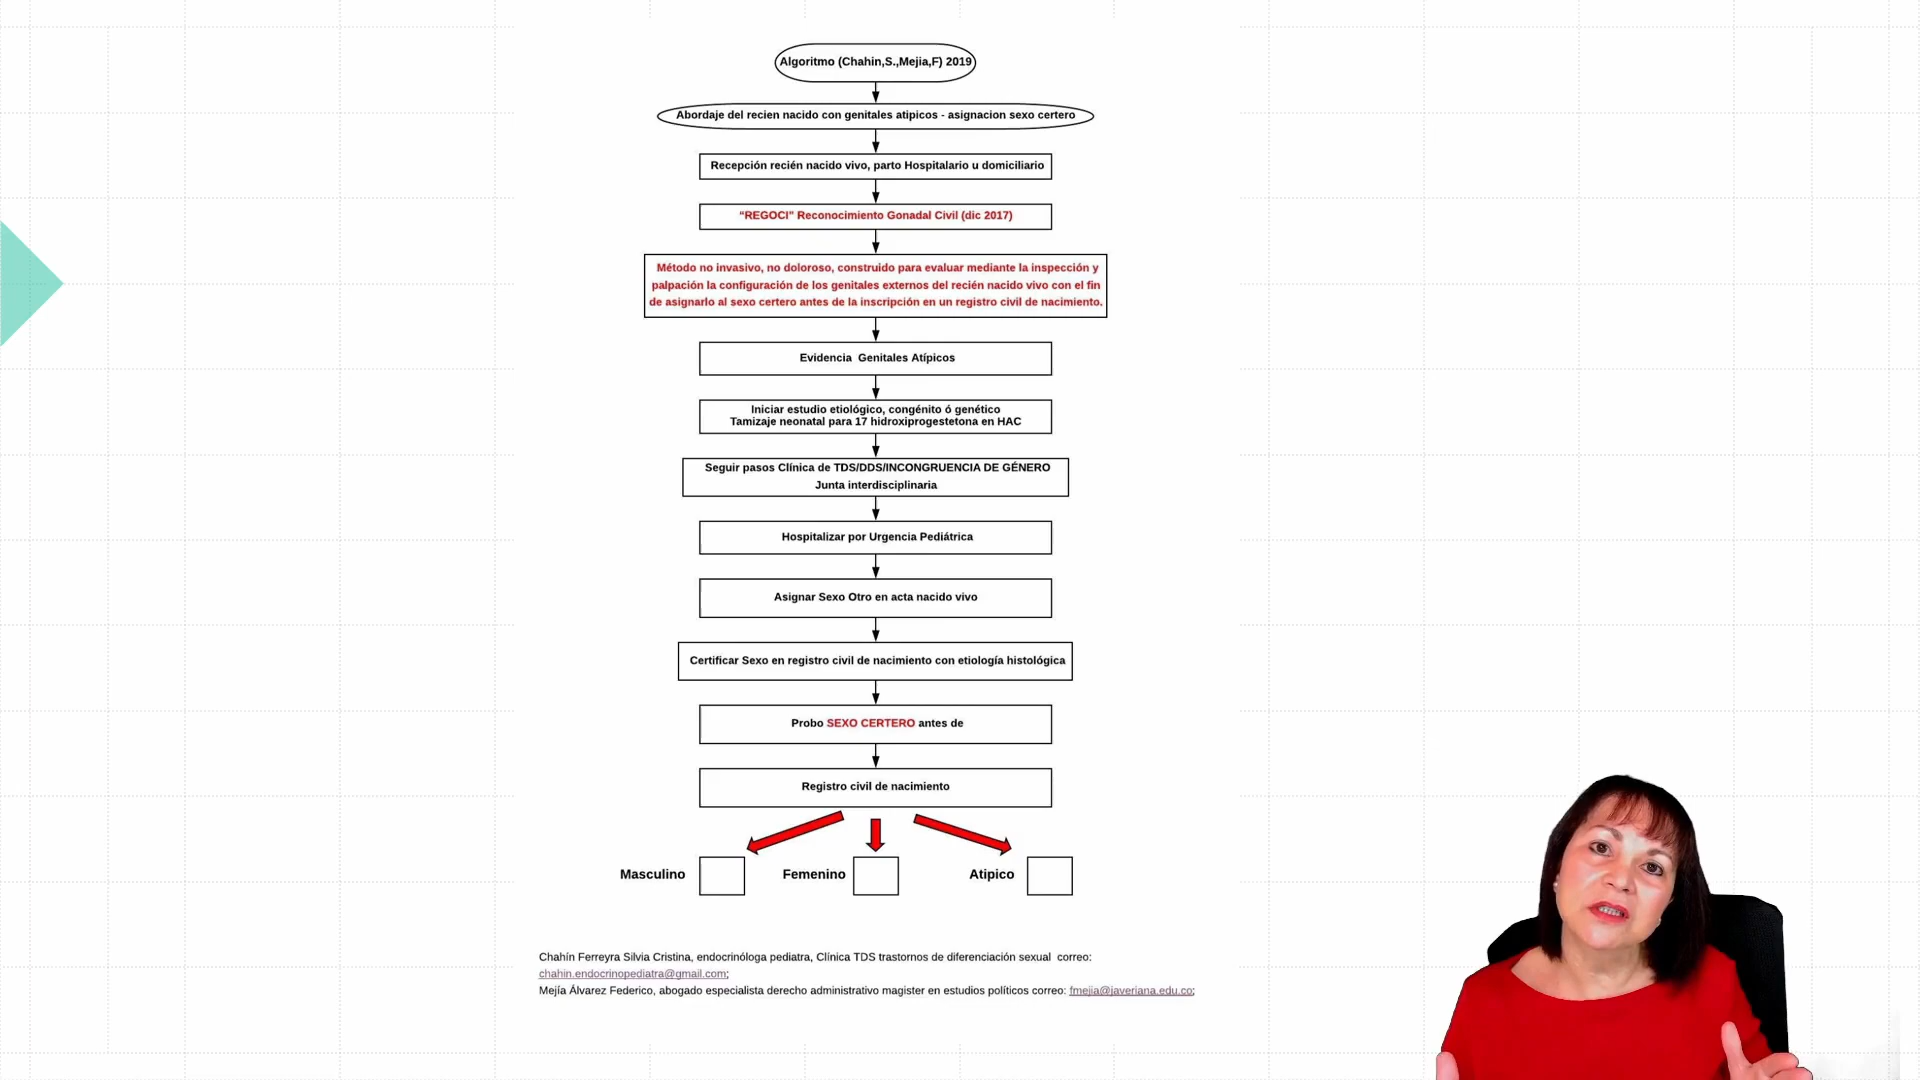 Algoritmo (Chahin,S.,Mejia,F) 2019
Abordaje del recien nacido con genitales atipicos - asignacion sexo certero
Recepción recién nacido vivo, parto Hospitalario u domiciliario
“REGOCI” Reconocimiento Gonadal Civil (dic 2017)
Método no invasivo, no doloroso, construido para evaluar mediante la inspección y
palpación la configuración de los genitales externos del recién nacido vivo con el fin
de asignarlo al sexo certero antes de la inscripción en un registro civil de nacimiento.
Evidencia Genitales Atípicos
Iniciar estudio etiológico, congénito ó genético
Tamizaje neonatal para 17 hidroxiprogestetona en HAC
Seguir pasos Clínica de TDS/DDS/INCONGRUENCIA DE GÉNERO
Junta interdisciplinaria
Hospitalizar por Urgencia Pediátrica
Asignar Sexo Otro en acta nacido vivo
Certificar Sexo en registro civil de nacimiento con etiología histológica
Probo SEXO CERTERO antes de
Registro civil de nacimiento
Masculino Femenino Atipico
Chahín Ferreyra Silvia Cristina, endocrinóloga pediatra, Clínica TDS trastornos de diferenciación sexual correo:
chahin.endocrinopediatra@gmail.com;
Mejía Álvarez Federico, abogado especialista derecho administrativo magister en estudios políticos correo: fmejia@javeriana.edu.co;